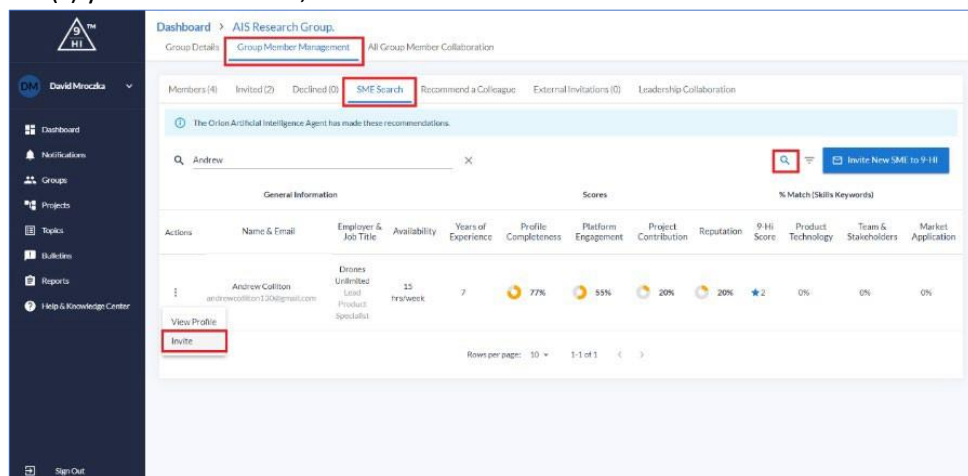 9 TM
HI
Dashboard > AIS Research Group.
Group Details Group Member Management All Group Member Collaboration
DM David Mroczka
Members (4) Invited (2) Declined (0) SME Search Recommend a Colleague External Invitations (0) Leadership Collaboration
The Orion Artificial Intelligence Agent has made these recommendations.
Dashboard
Notifications
Groups
Projects
Topics
Bulletins
Reports
Help & Knowledge Center
Andrew
Invite New SME to 9-HI
General Information Scores % Match (Skills Keywords)
Actions Name & Email Employer & Job Title Availability Years of Experience Profile Completeness Platform Engagement Project Contribution Reputation 9-Hi Score Product Technology Team & Stakeholders Market Application
Andrew Colliton
andrewcolliton130@gmail.com
Drones
Unlimited
Lead
Product
Specialist
15
hrs/week
7 77% 55% 20% 20% 2 0% 0% 0%
View Profile
Invite
Rows per page: 10 1-1 of 1 < >
Sign Out